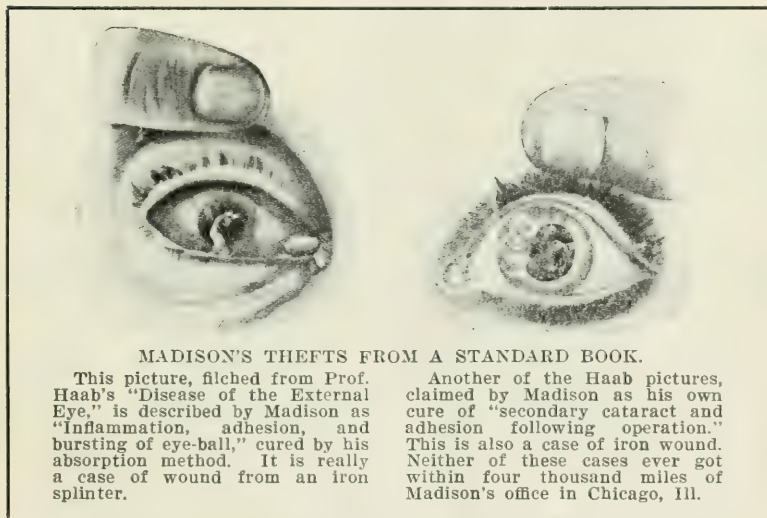 MADISON'S THEFTS FROM A STANDARD BOOK.
This picture, filched from Prof.
Haab's "Disease of the External
Eye," is described by Madison as
"Inflammation, adhesion, and
bursting of eye-ball," cured by his
absorption method. It is really
a case of wound from an iron
splinter.
Another of the Haab pictures,
claimed by Madison as his own
cure of "secondary cataract and
adhesion following operation."
This is also a case of iron wound.
Neither of these cases ever got
within four thousand miles of
Madison's office in Chicago, Ill.